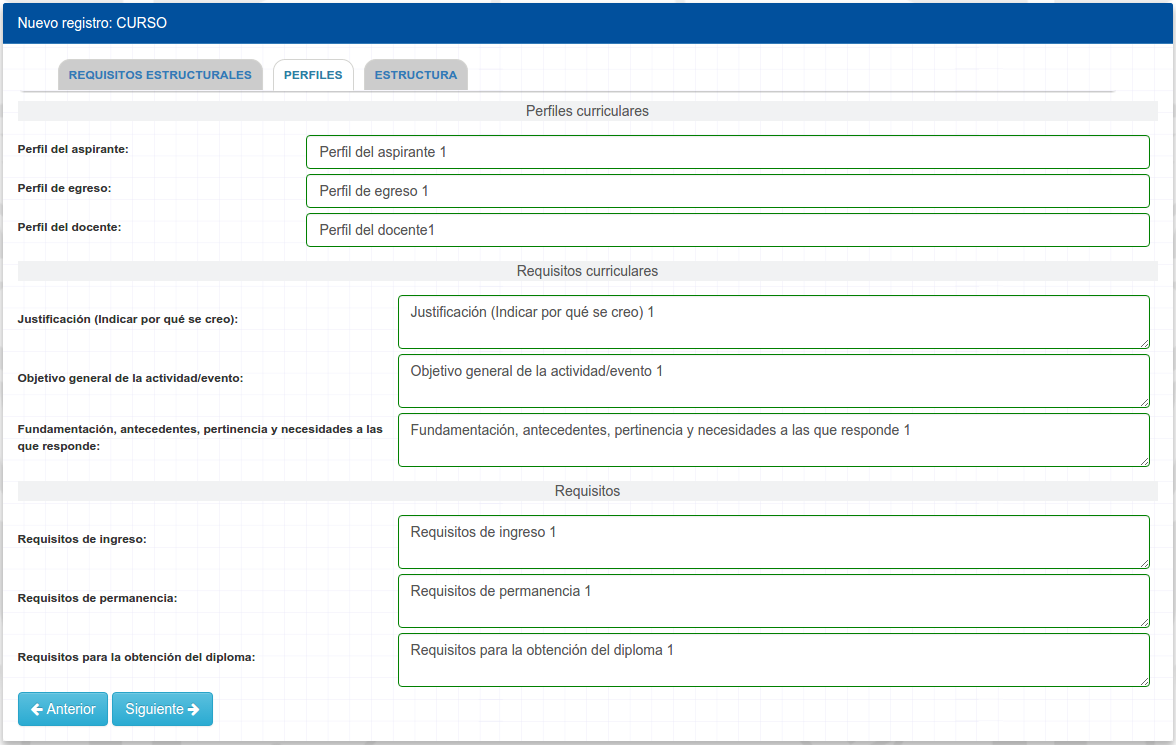 Nuevo registro: CURSO
REQUISITOS ESTRUCTURALES PERFILES ESTRUCTURA
Perfiles curriculares
Perfil del aspirante: Perfil del aspirante 1
Perfil de egreso: Perfil de egreso 1
Perfil del docente: Perfil del docente1
Requisitos curriculares
Justificación (Indicar por qué se creo): Justificación (Indicar por qué se creo) 1
Objetivo general de la actividad/evento: Objetivo general de la actividad/evento 1
Fundamentación, antecedentes, pertinencia y necesidades a las
que responde:
Fundamentación, antecedentes, pertinencia y necesidades a las que responde 1
Requisitos
Requisitos de ingreso: Requisitos de ingreso 1
Requisitos de permanencia: Requisitos de permanencia 1
Requisitos para la obtención del diploma: Requisitos para la obtención del diploma 1
Anterior Siguiente